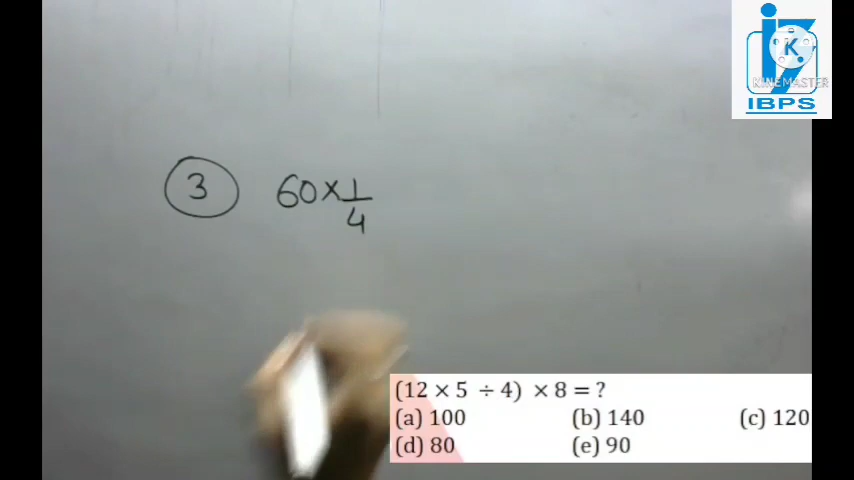 K
KINEMASTER
IBPS
3 60 × 1/4
(12 × 5 ÷ 4) × 8 = ?
(a) 100 (b) 140 (c) 120
(d) 80 (e) 90